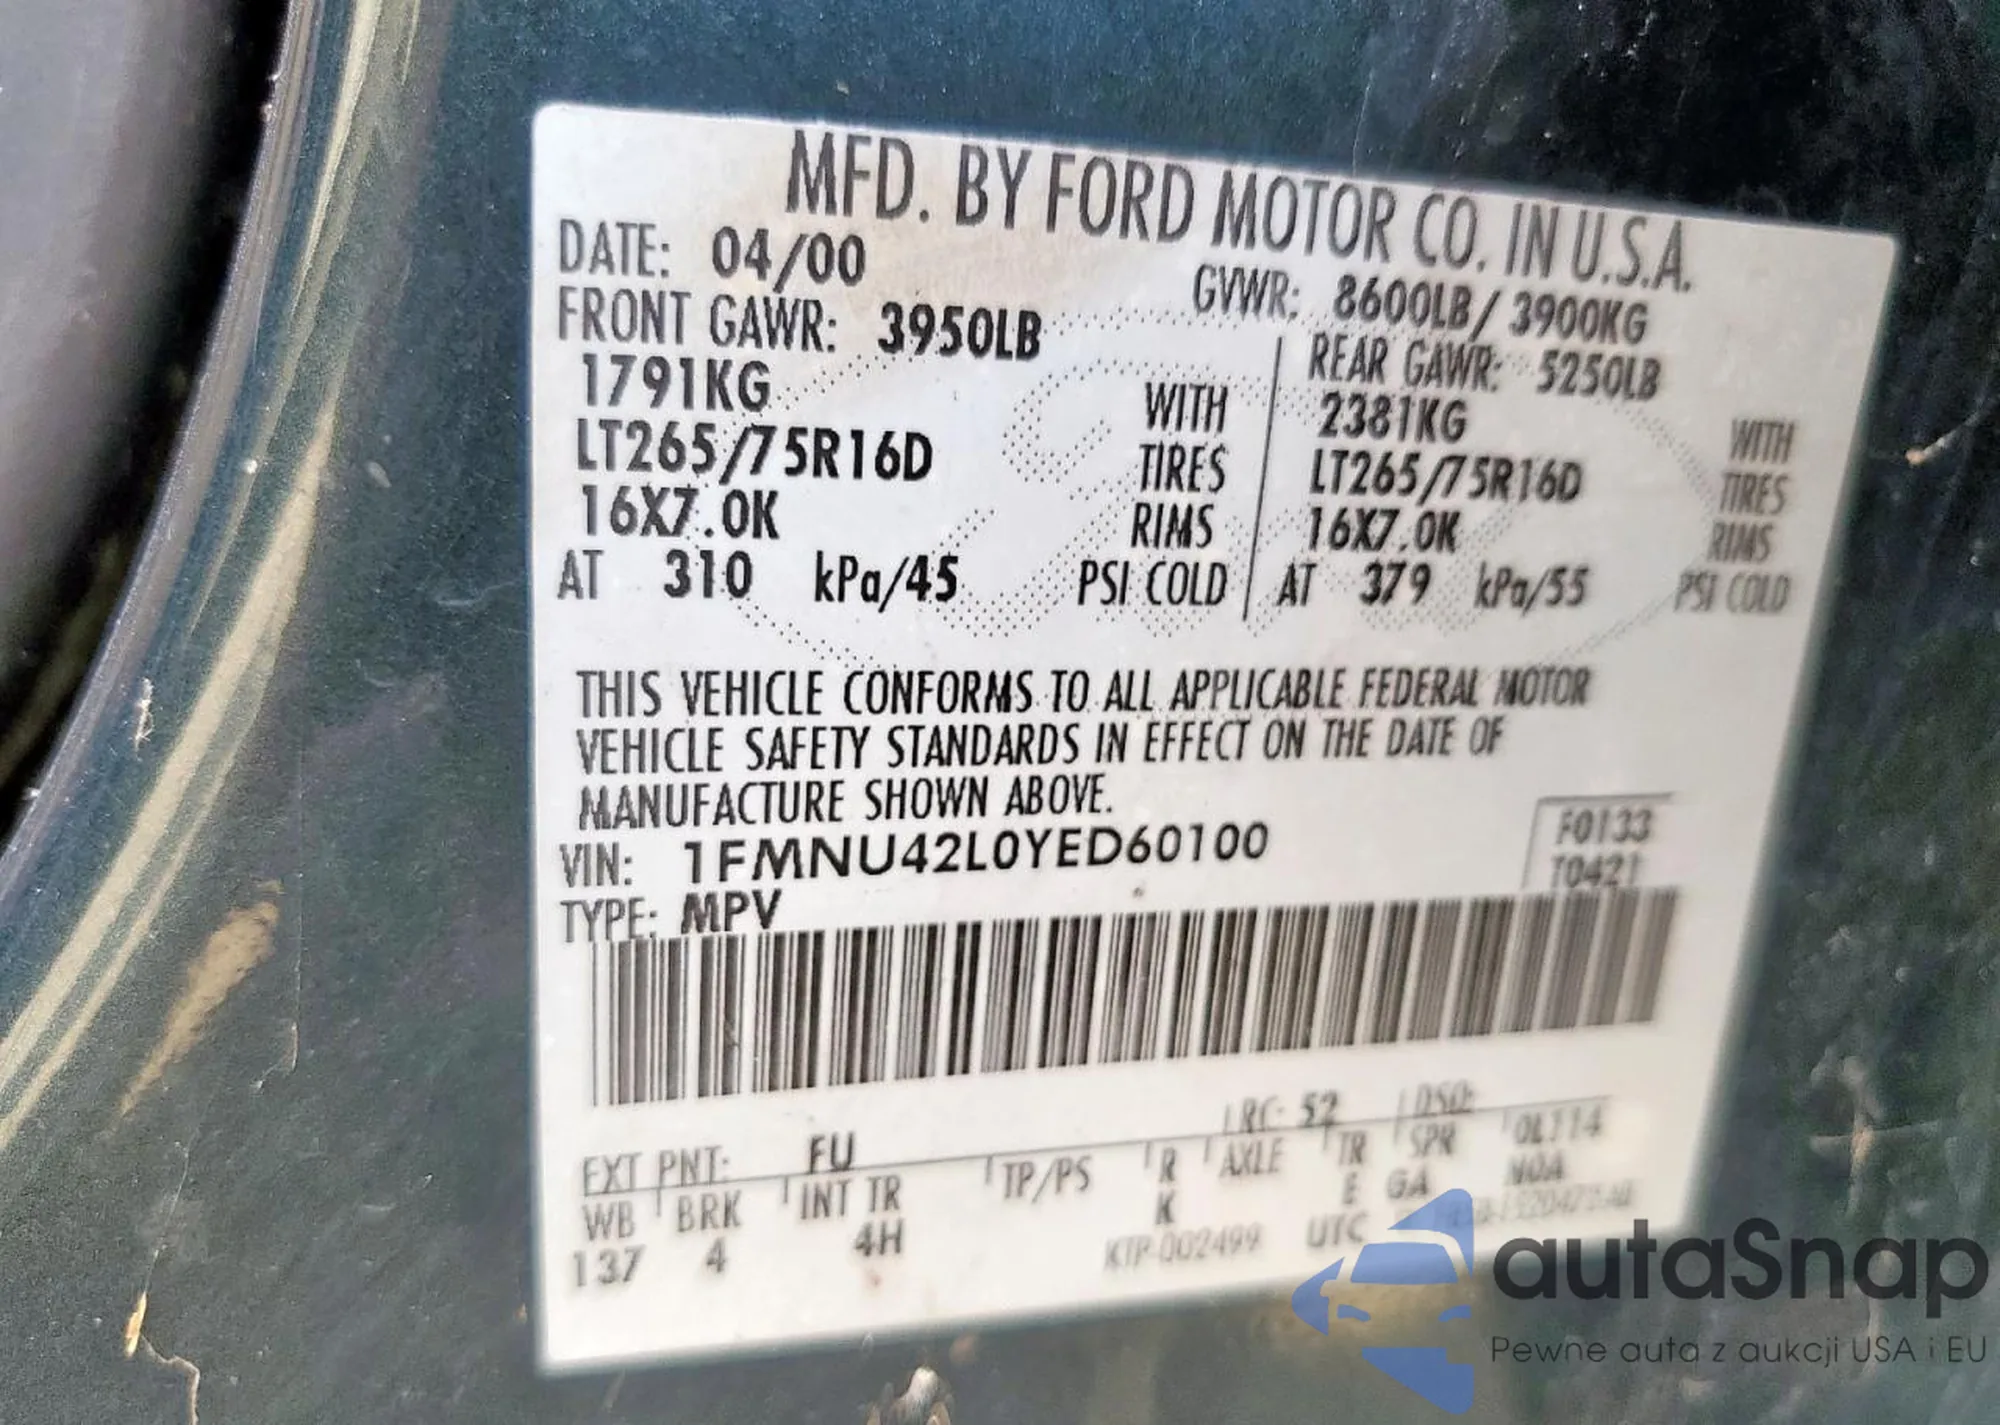 MFD. BY FORD MOTOR CO. IN U.S.A.
DATE: 04/00 GVWR: 8600LB / 3900KG
FRONT GAWR: 3950LB REAR GAWR: 5250LB
1791KG WITH 2381KG WITH
LT265/75R16D TIRES LT265/75R16D TIRES
16X7.0K RIMS 16X7.0K RIMS
AT 310 kPa/45 PSI COLD AT 379 kPa/55 PSI COLD
THIS VEHICLE CONFORMS TO ALL APPLICABLE FEDERAL MOTOR
VEHICLE SAFETY STANDARDS IN EFFECT ON THE DATE OF
MANUFACTURE SHOWN ABOVE.
VIN: 1FMNU42L0YED60100 F0133
TYPE: MPV T0421
EXT PNT: FU RC: 52 DSO:
WB BRK INT TR TP/PS R AXLE TR SPR
137 4 4H K E GA
KTP-002499 UTC
autaSnap
Pewne auta z aukcji USA i EU